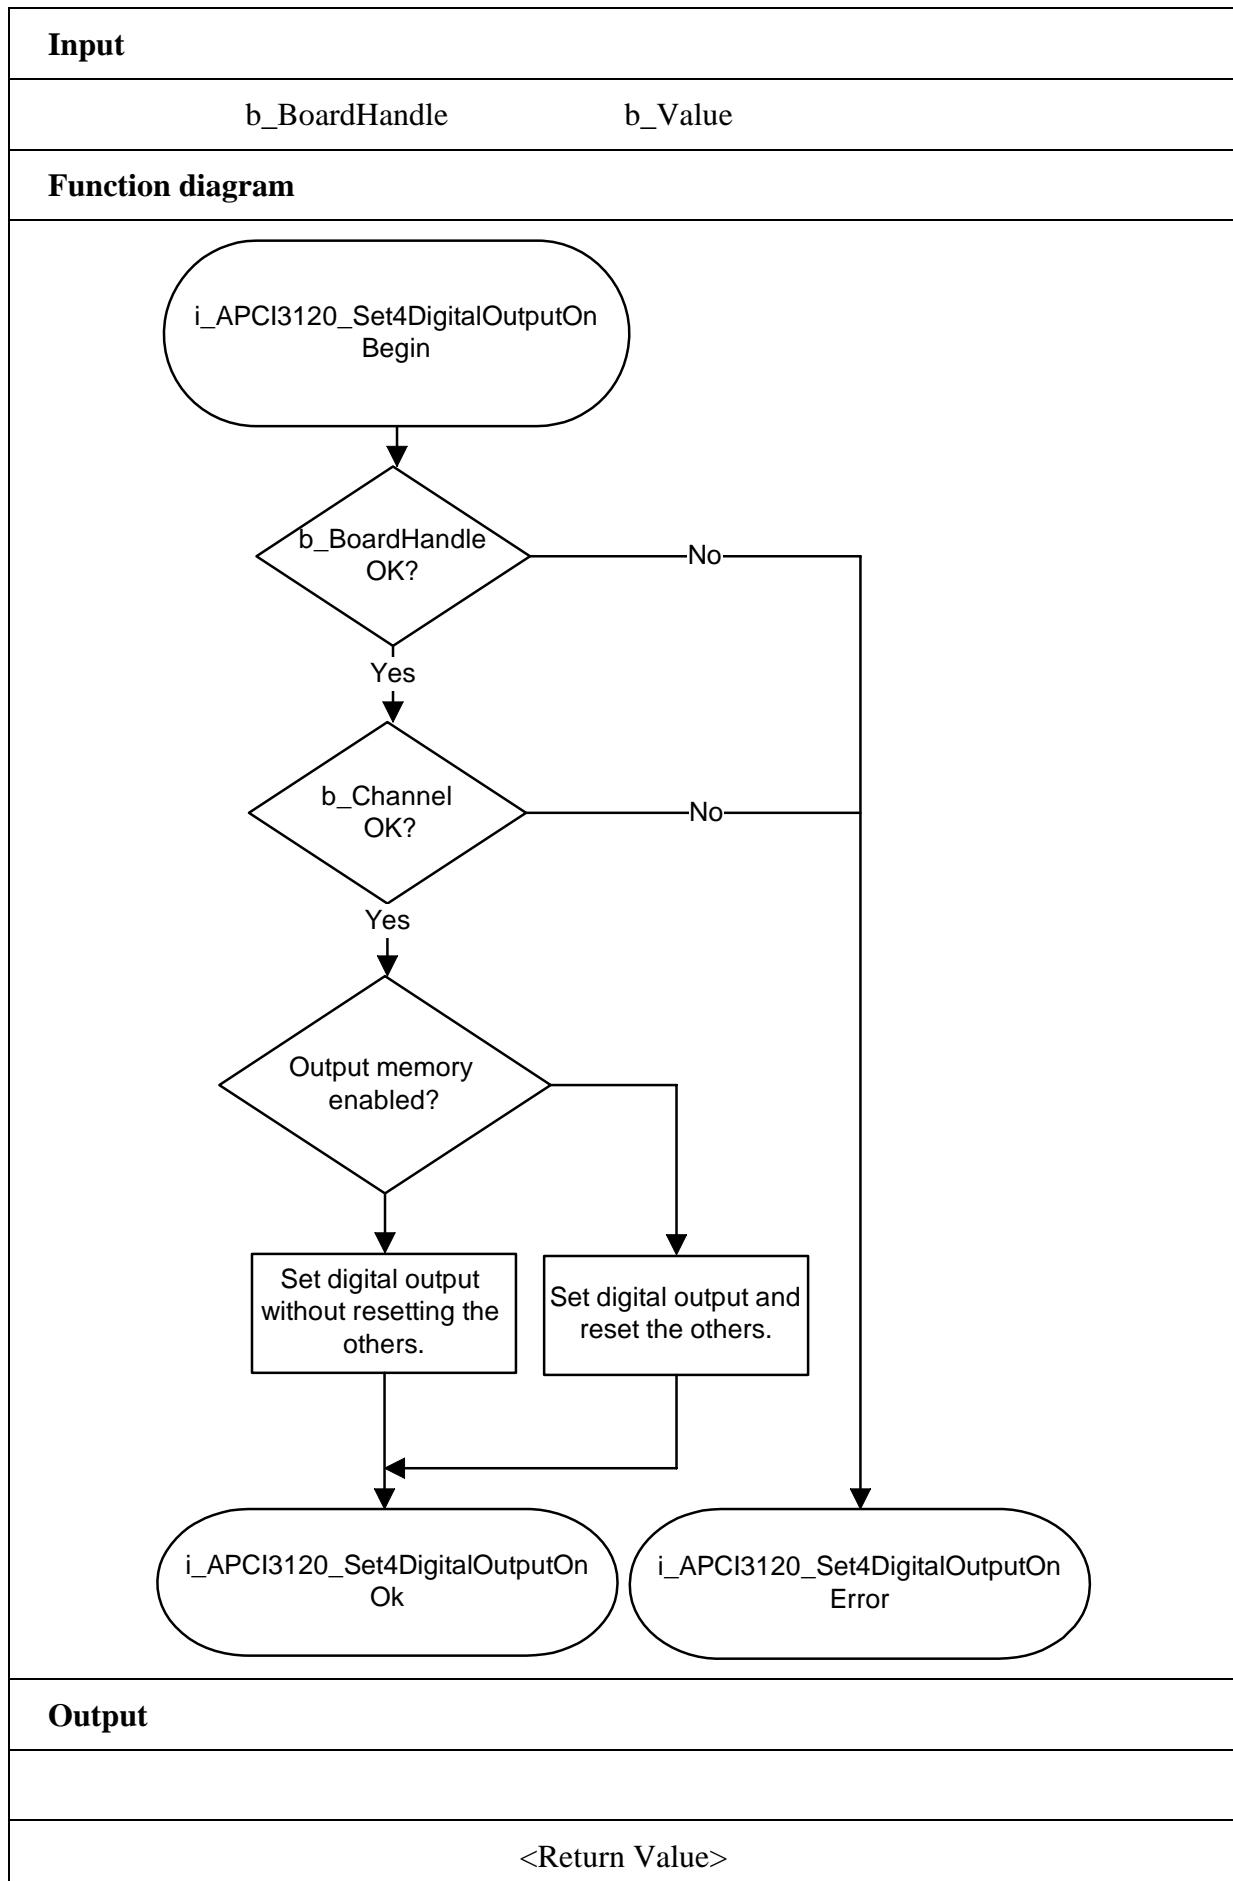 Input
b_BoardHandle b_Value
Function diagram
i_APCI3120_Set4DigitalOutputOn
Begin
b_BoardHandle
OK?
No
Yes
b_Channel
OK?
No
Yes
Output memory
enabled?
Set digital output
without resetting the
others.
Set digital output and
reset the others.
i_APCI3120_Set4DigitalOutputOn
Ok
i_APCI3120_Set4DigitalOutputOn
Error
Output
<Return Value>